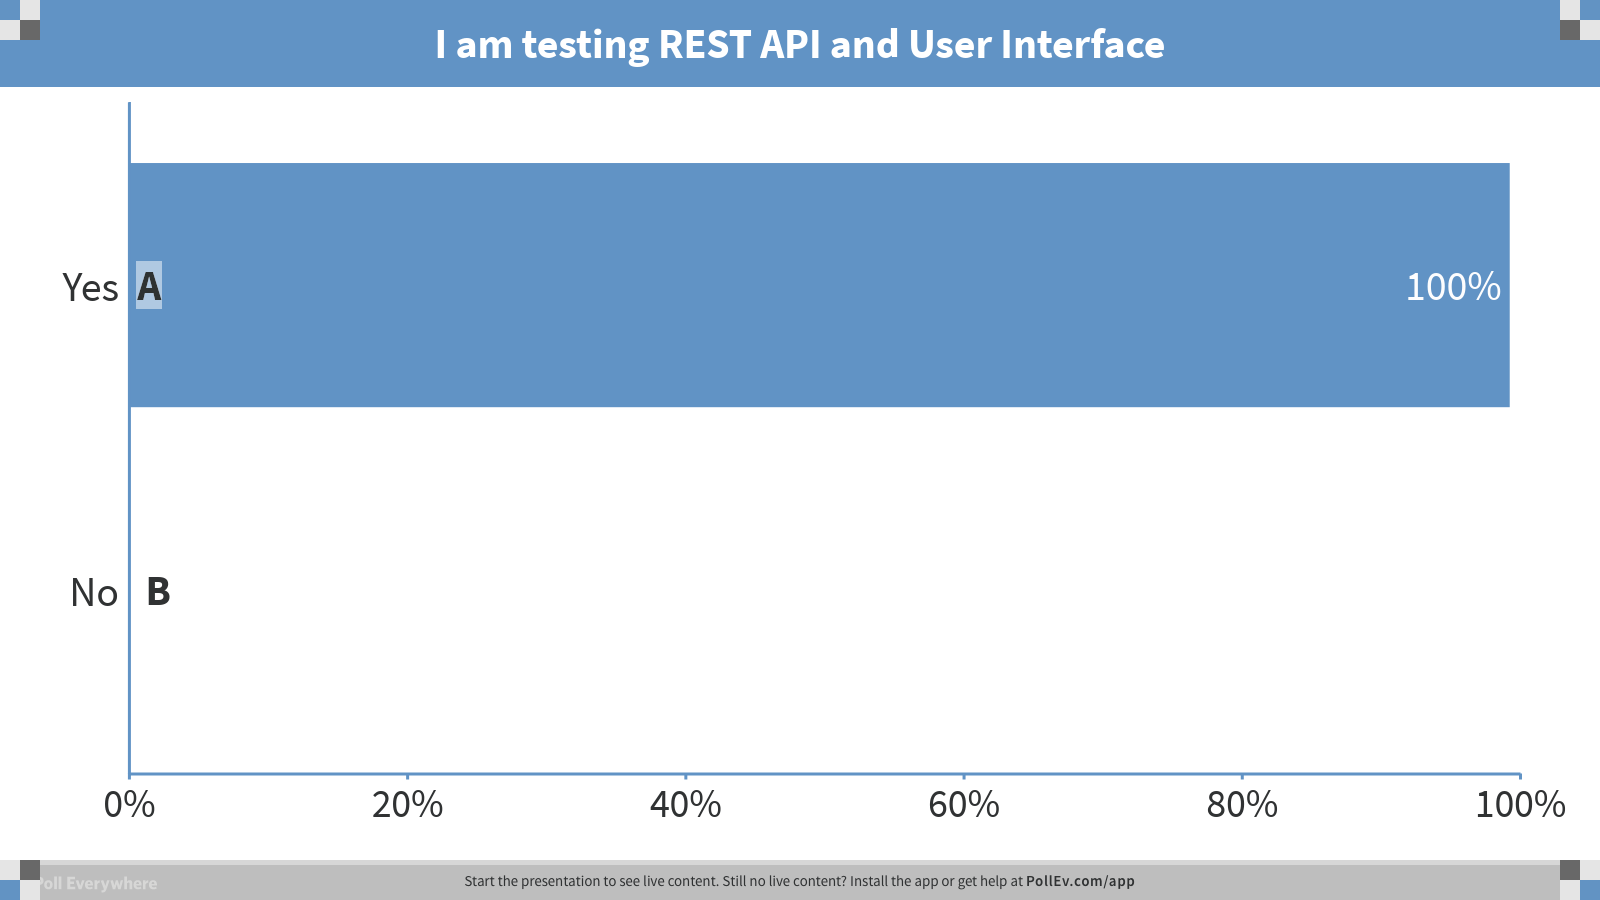 I am testing REST API and User Interface
Yes A 100%
No B
0% 20% 40% 60% 80% 100%
Poll Everywhere
Start the presentation to see live content. Still no live content? Install the app or get help at PollEv.com/app